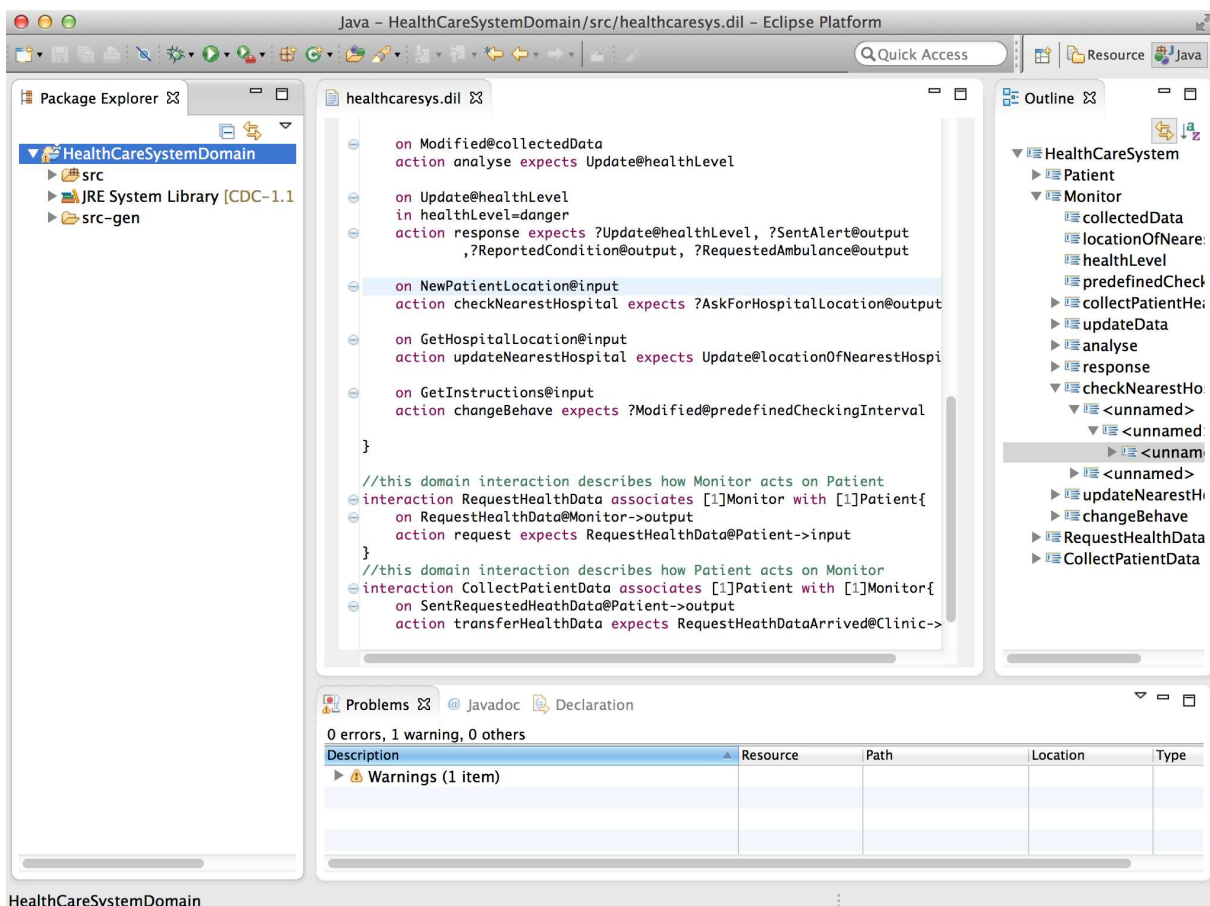 Java – HealthCareSystemDomain/src/healthcaresys.dil – Eclipse Platform
Quick Access
Resource
Java
Package Explorer
HealthCareSystemDomain
src
JRE System Library [CDC-1.1
src-gen
healthcaresys.dil
on Modified@collectedData
action analyse expects Update@healthLevel
on Update@healthLevel
in healthLevel=danger
action response expects ?Update@healthLevel, ?SentAlert@output
,?ReportedCondition@output, ?RequestedAmbulance@output
on NewPatientLocation@input
action checkNearestHospital expects ?AskForHospitalLocation@output
on GetHospitalLocation@input
action updateNearestHospital expects Update@locationOfNearestHospi
on GetInstructions@input
action changeBehave expects ?Modified@predefinedCheckingInterval
}
//this domain interaction describes how Monitor acts on Patient
interaction RequestHealthData associates [1]Monitor with [1]Patient{
on RequestHealthData@Monitor->output
action request expects RequestHealthData@Patient->input
}
//this domain interaction describes how Patient acts on Monitor
interaction CollectPatientData associates [1]Patient with [1]Monitor{
on SentRequestedHeathData@Patient->output
action transferHealthData expects RequestHeathDataArrived@Clinic->
Outline
HealthCareSystem
Patient
Monitor
collectedData
locationOfNeare
healthLevel
predefinedCheck
collectPatientHea
updateData
analyse
response
checkNearestHo
<unnamed>
<unnamed
<unnam
<unnamed>
updateNearestH
changeBehave
RequestHealthData
CollectPatientData
Problems
@ Javadoc
Declaration
0 errors, 1 warning, 0 others
Description Resource Path Location Type
Warnings (1 item)
HealthCareSystemDomain